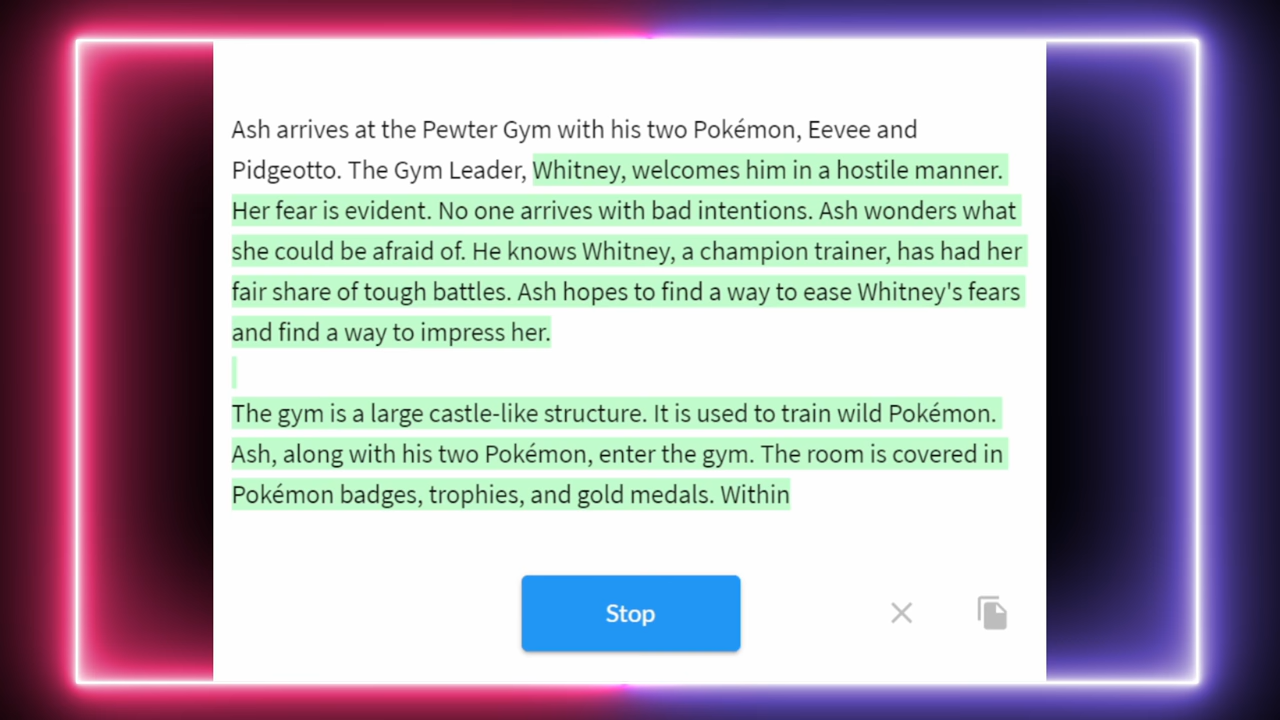 Ash arrives at the Pewter Gym with his two Pokémon, Eevee and
Pidgeotto. The Gym Leader, Whitney, welcomes him in a hostile manner.
Her fear is evident. No one arrives with bad intentions. Ash wonders what
she could be afraid of. He knows Whitney, a champion trainer, has had her
fair share of tough battles. Ash hopes to find a way to ease Whitney's fears
and find a way to impress her.
The gym is a large castle-like structure. It is used to train wild Pokémon.
Ash, along with his two Pokémon, enter the gym. The room is covered in
Pokémon badges, trophies, and gold medals. Within
Stop